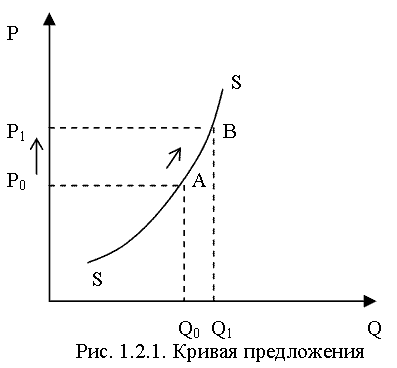 P
S
P₁
B
P₀
A
S
Q₀ Q₁ Q
Рис. 1.2.1. Кривая предложения